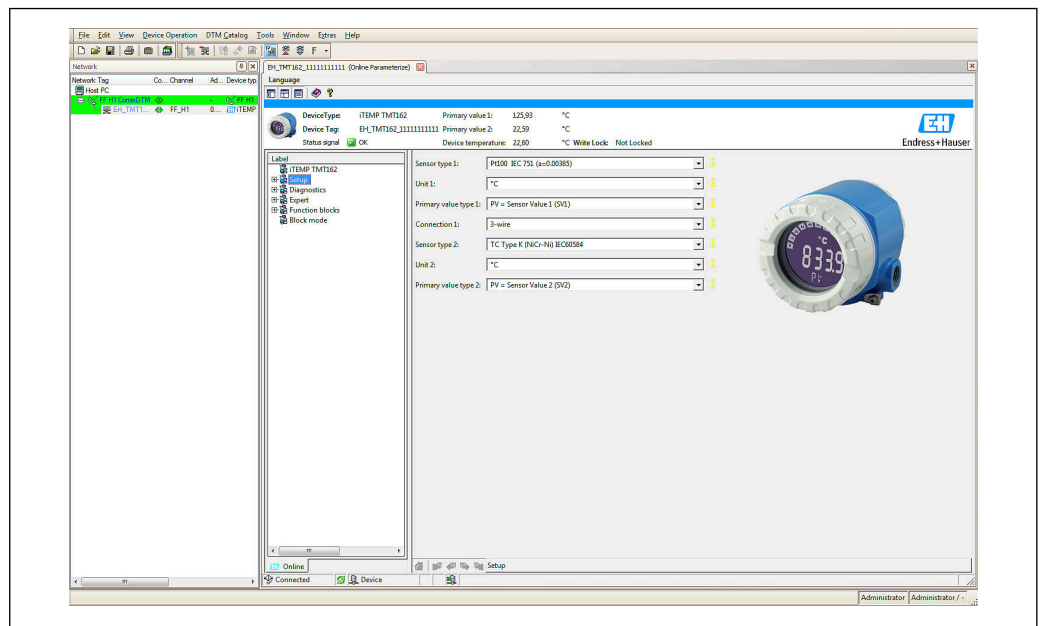 File Edit View Device Operation DTM Catalog Tools Window Extras Help
F
Network
EH_TMT162_11111111111 (Online Parameterize)
Network Tag Co... Channel Ad... Device typ
Host PC
FF H1 CommDTM - FF H1
EH_TMT1... FF_H1 0... iTEMP
Language
DeviceType: iTEMP TMT162 Primary value 1: 125,93 °C
Device Tag: EH_TMT162_11111111111 Primary value 2: 22,59 °C
Status signal OK Device temperature: 22,60 °C Write Lock: Not Locked
EH
Endress+Hauser
Label
iTEMP TMT162
Setup
Diagnostics
Expert
Function blocks
Block mode
Sensor type 1: Pt100 IEC 751 (a=0.00385)
Unit 1: °C
Primary value type 1: PV = Sensor Value 1 (SV1)
Connection 1: 3-wire
Sensor type 2: TC Type K (NiCr-Ni) IEC60584
Unit 2: °C
Primary value type 2: PV = Sensor Value 2 (SV2)
°C
833.9
PV
Online
Setup
Connected Device
Administrator Administrator / -